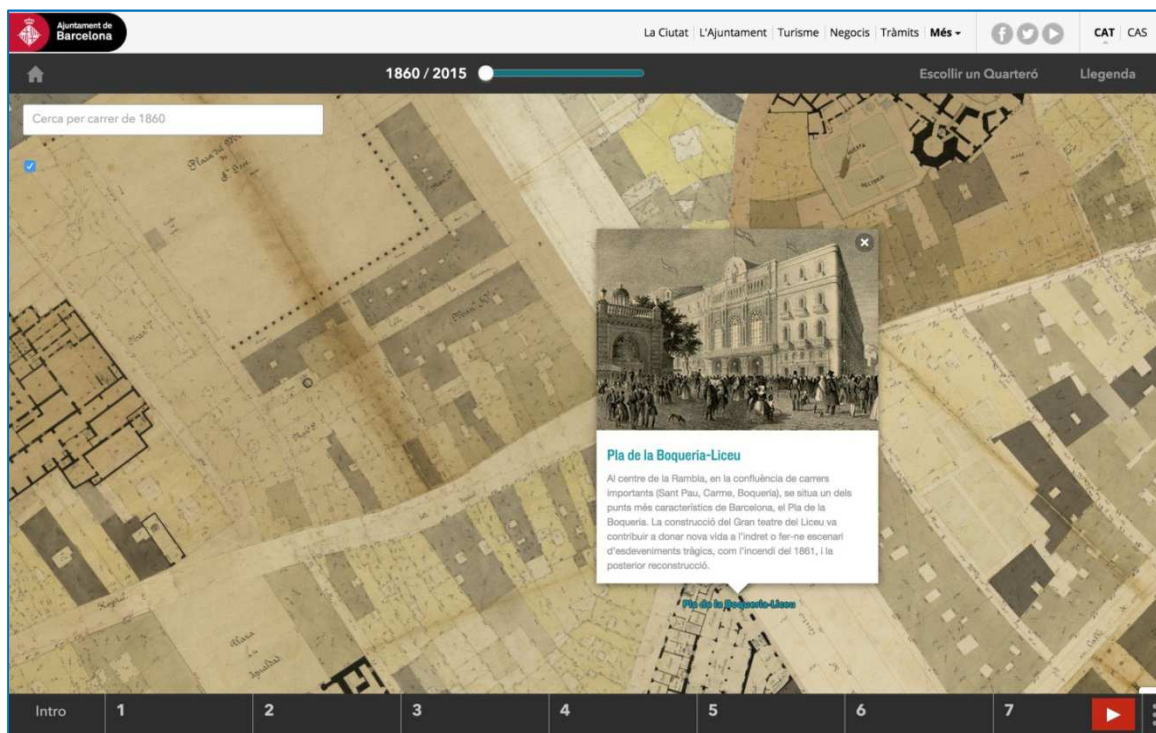 Ajuntament de
Barcelona
La Ciutat L'Ajuntament Turisme Negocis Tràmits Més CAT CAS
1860 / 2015 Escollir un Quarteró Llegenda
Cerca per carrer de 1860
HUERTA
RECTORIA
Pla de la Boqueria-Liceu
Al centre de la Rambla, en la confluència de carrers
importants (Sant Pau, Carme, Boqueria), se situa un dels
punts més característics de Barcelona, el Pla de la
Boqueria. La construcció del Gran teatre del Liceu va
contribuir a donar nova vida a l'indret o fer-ne escenari
d'esdeveniments tràgics, com l'incendi del 1861, i la
posterior reconstrucció.
Pla de la Boqueria-Liceu
Intro 1 2 3 4 5 6 7